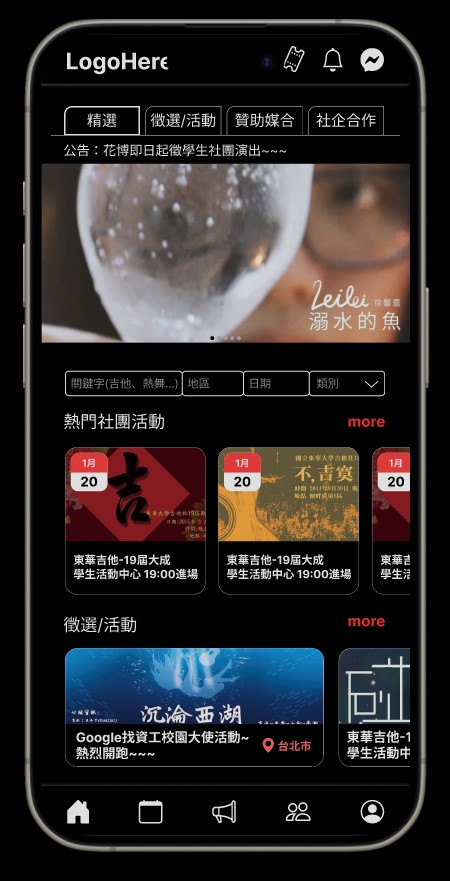 LogoHere
精選
徵選/活動
贊助媒合
社企合作
公告：花博即日起徵學生社團演出~~~
Leilei 徐馨蕾
溺水的魚
關鍵字(吉他、熱舞...)
地區
日期
類別
熱門社團活動
more
1月
20
吉
1月
20
1月
20
東華吉他-19屆大成
學生活動中心 19:00進場
東華吉他-19屆大成
學生活動中心 19:00進場
東華吉
學生活
徵選/活動
more
沉淪西湖
Google找資工校園大使活動~
熱烈開跑~~~
台北市
東華吉他-1
學生活動中